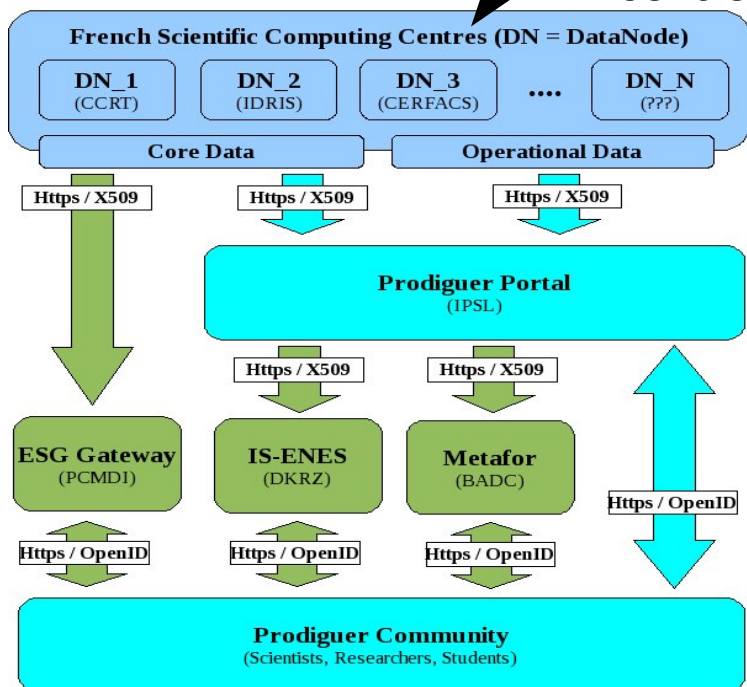 French Scientific Computing Centres (DN = DataNode)
DN_1 DN_2 DN_3 .... DN_N
(CCRT) (IDRIS) (CERFACS) (???)
Core Data Operational Data
Https / X509 Https / X509 Https / X509
Prodiguer Portal
(IPSL)
Https / X509 Https / X509
ESG Gateway IS-ENES Metafor
(PCMDI) (DKRZ) (BADC)
Https / OpenID
Https / OpenID Https / OpenID Https / OpenID
Prodiguer Community
(Scientists, Researchers, Students)